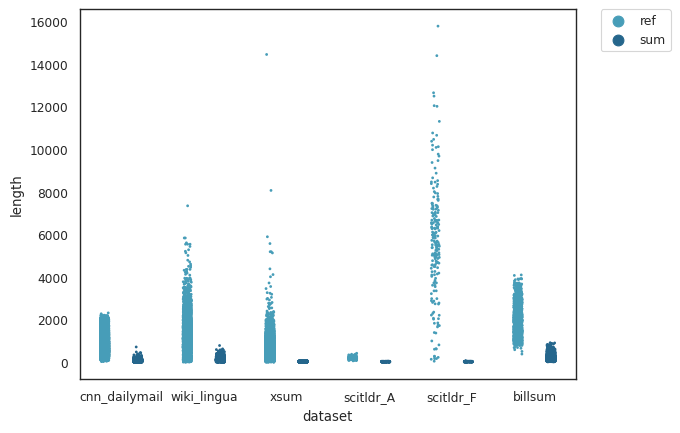 16000
14000
12000
10000
8000
6000
4000
2000
0
length
cnn_dailymail wiki_lingua xsum scitldr_A scitldr_F billsum
dataset
ref
sum